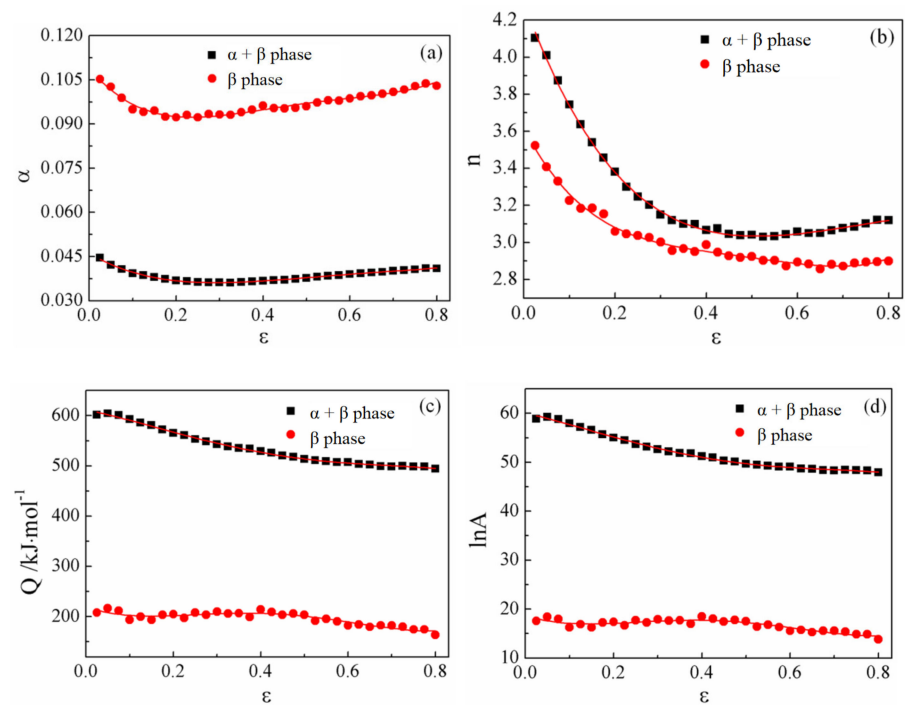 (a)
α + β phase
β phase
0.120
0.105
0.090
0.075
0.060
0.045
0.030
0.0 0.2 0.4 0.6 0.8
α
ε
(b)
α + β phase
β phase
4.2
4.0
3.8
3.6
3.4
3.2
3.0
2.8
0.0 0.2 0.4 0.6 0.8
n
ε
(c)
α + β phase
β phase
600
500
400
300
200
0.0 0.2 0.4 0.6 0.8
Q /kJ·mol⁻¹
ε
(d)
α + β phase
β phase
60
50
40
30
20
10
0.0 0.2 0.4 0.6 0.8
lnA
ε